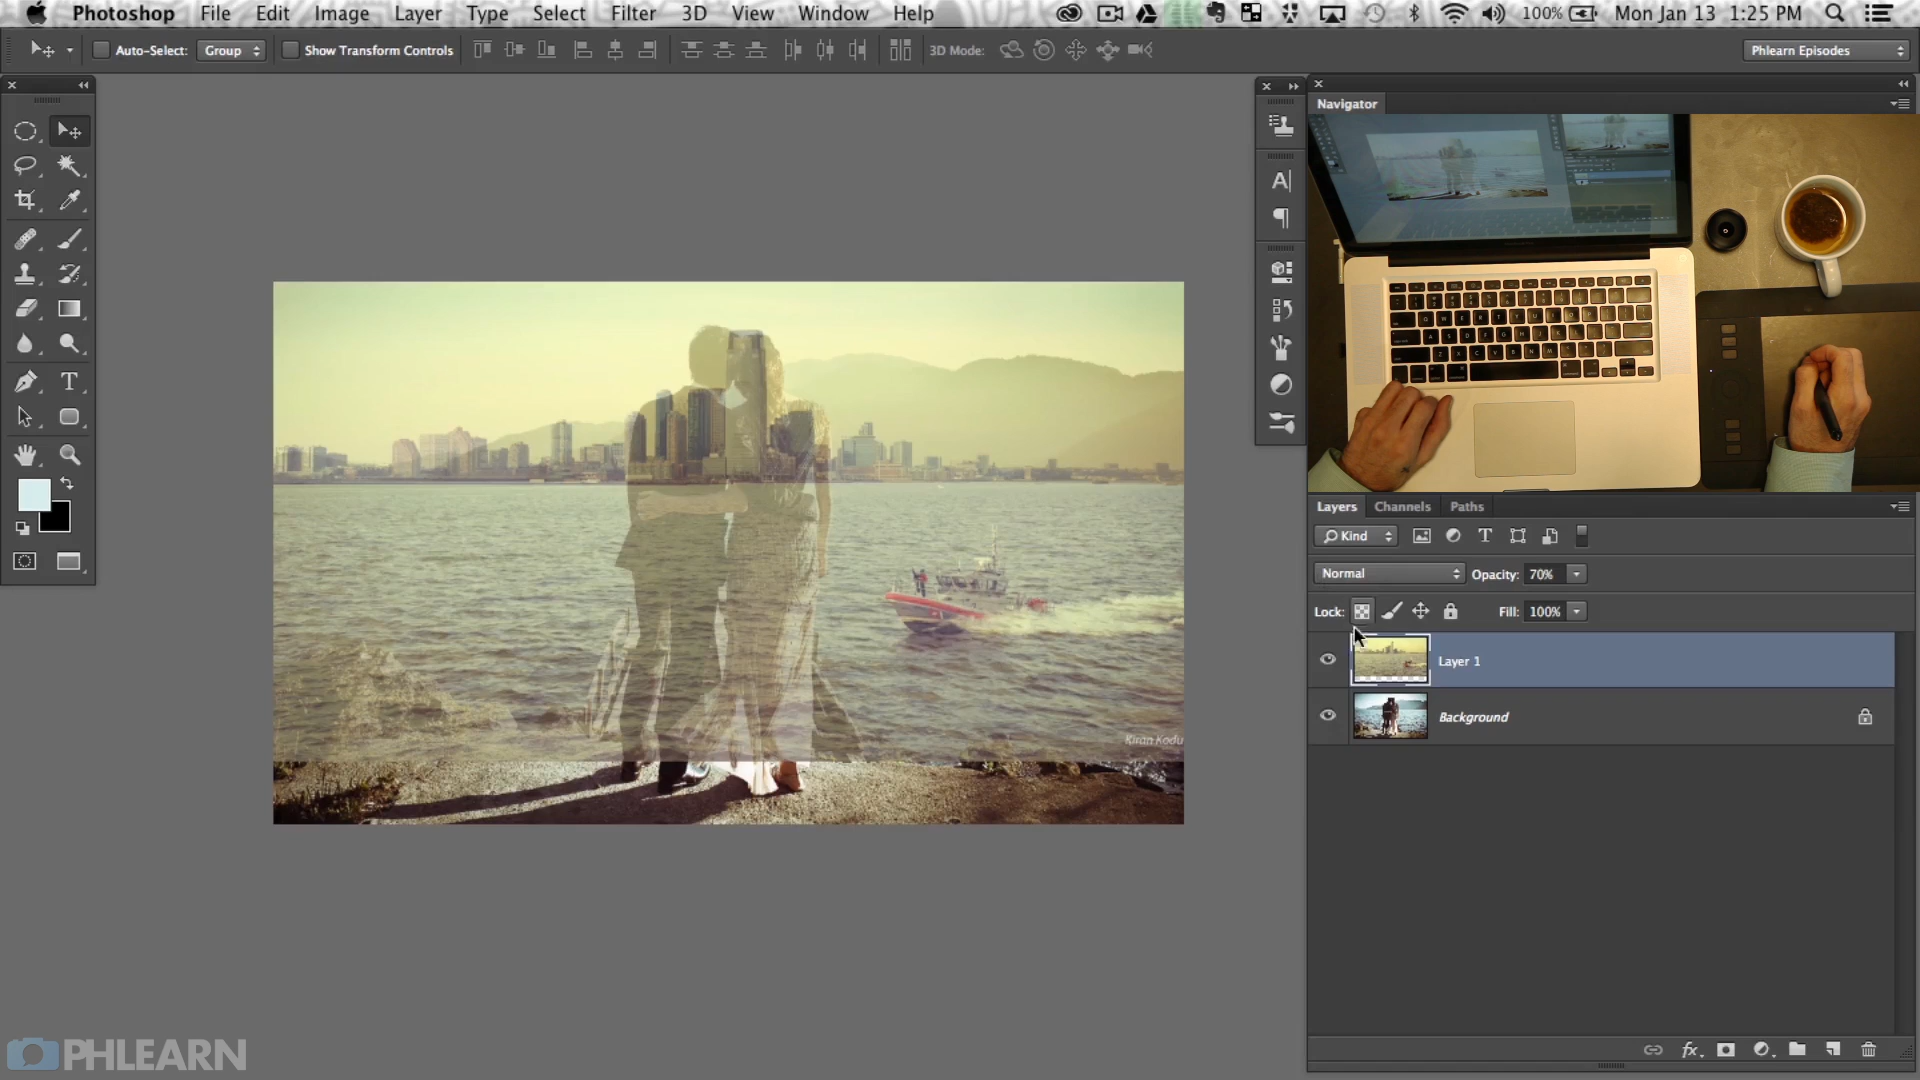 Photoshop File Edit Image Layer Type Select Filter 3D View Window Help 100% Mon Jan 13 1:25 PM
Auto-Select: Group Show Transform Controls 3D Mode: Phlearn Episodes
Navigator
Layers Channels Paths
Kind
Normal Opacity: 70%
Lock: Fill: 100%
Layer 1
Background
Kiran Kodu
PHLEARN